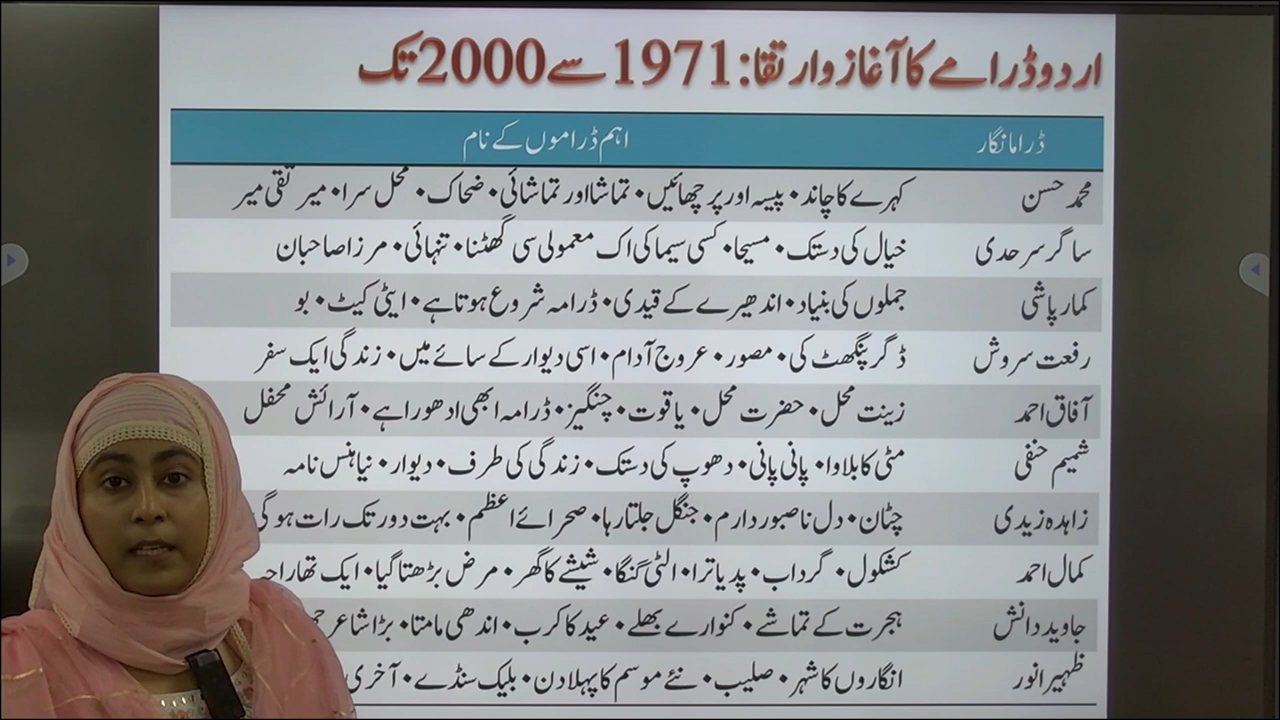 اردو ڈرامے کا آغاز و ارتقا: 1971 سے 2000 تک
ڈراما نگار اہم ڈراموں کے نام
محمد حسن کہرے کا چاند • پیسہ اور پرچھائیں • تماشا اور تماشائی • ضحاک • محل سرا • میر تقی میر
ساگر سرحدی خیال کی دستک • مسیحا • کسی سیما کی اک معمولی سی گھٹنا • تنہائی • مرزا صاحبان
کمار پاشی جملوں کی بنیاد • اندھیرے کے قیدی • ڈرامہ شروع ہوتا ہے • ایٹی کیٹ • بو
رفعت سروش ڈگر پنگھٹ کی • مصور • عروج آدام • اسی دیوار کے سائے میں • زندگی ایک سفر
آفاق احمد زینت محل • حضرت محل • یاقوت • چنگیز • ڈرامہ ابھی ادھورا ہے • آرائش محفل
شمیم حنفی مٹی کا بلاوا • پانی پانی • دھوپ کی دستک • زندگی کی طرف • دیوار • نیا ہنس نامہ
زاہدہ زیدی چٹان • دل ناصبور دارم • جنگل جلتا رہا • صحرائے اعظم • بہت دور تک رات ہوگی
کمال احمد کشکول • گرداب • پدیاترا • الٹی گنگا • شیشے کا گھر • مرض بڑھتا گیا • ایک تھا راجہ
جاوید دانش ہجرت کے تماشے • کنوارے بھلے • عید کا کرب • اندھی مامتا • بڑا شاعر
ظہیر انور انگاروں کا شہر • صلیب • نئے موسم کا پہلا دن • بلیک سنڈے • آخری